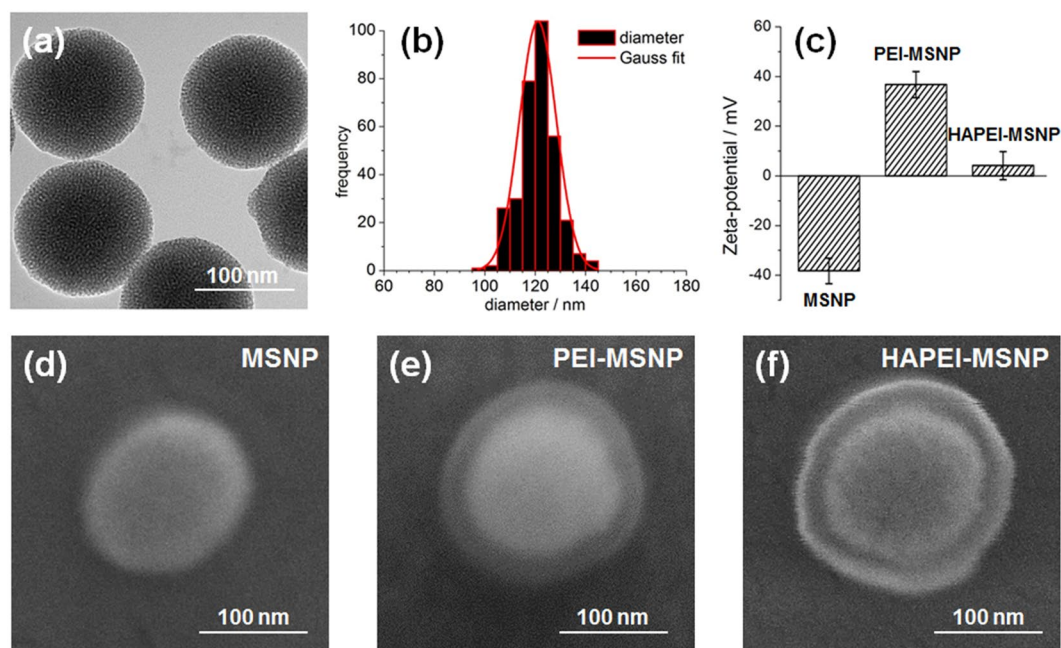 (a)
100 nm
(b)
diameter
Gauss fit
frequency
100
80
60
40
20
0
60 80 100 120 140 160 180
diameter / nm
(c)
Zeta-potential / mV
60
40
20
0
-20
-40
PEI-MSNP
HAPEI-MSNP
MSNP
(d) MSNP
100 nm
(e) PEI-MSNP
100 nm
(f) HAPEI-MSNP
100 nm